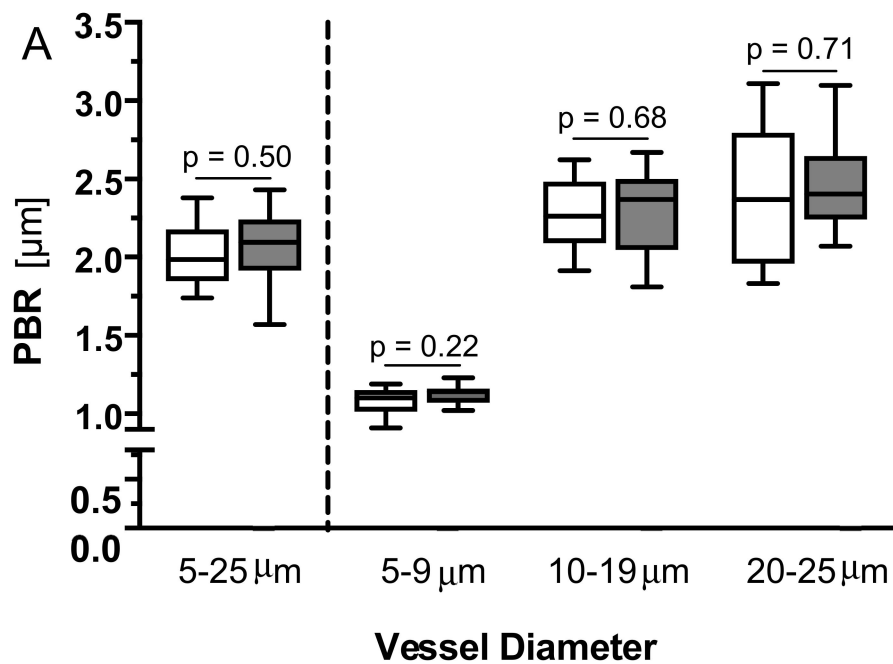 A
3.5
3.0
2.5
2.0
1.5
1.0
0.5
0.0
PBR [µm]
p = 0.50
p = 0.22
p = 0.68
p = 0.71
5-25 µm
5-9 µm
10-19 µm
20-25 µm
Vessel Diameter